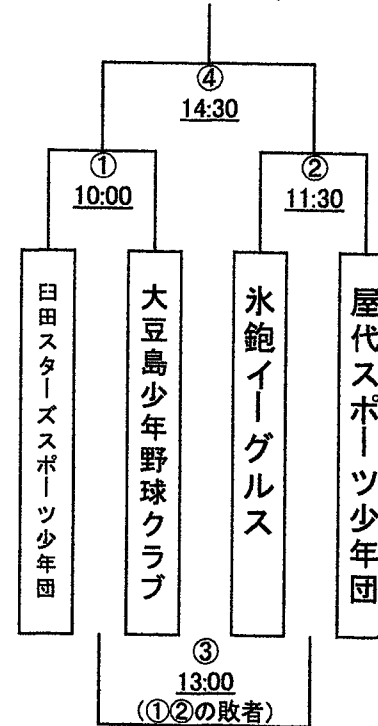 ④
14:30
①
10:00
②
11:30
臼田スターズスポーツ少年団
大豆島少年野球クラブ
氷鉋イーグルス
屋代スポーツ少年団
③
13:00
(①②の敗者)